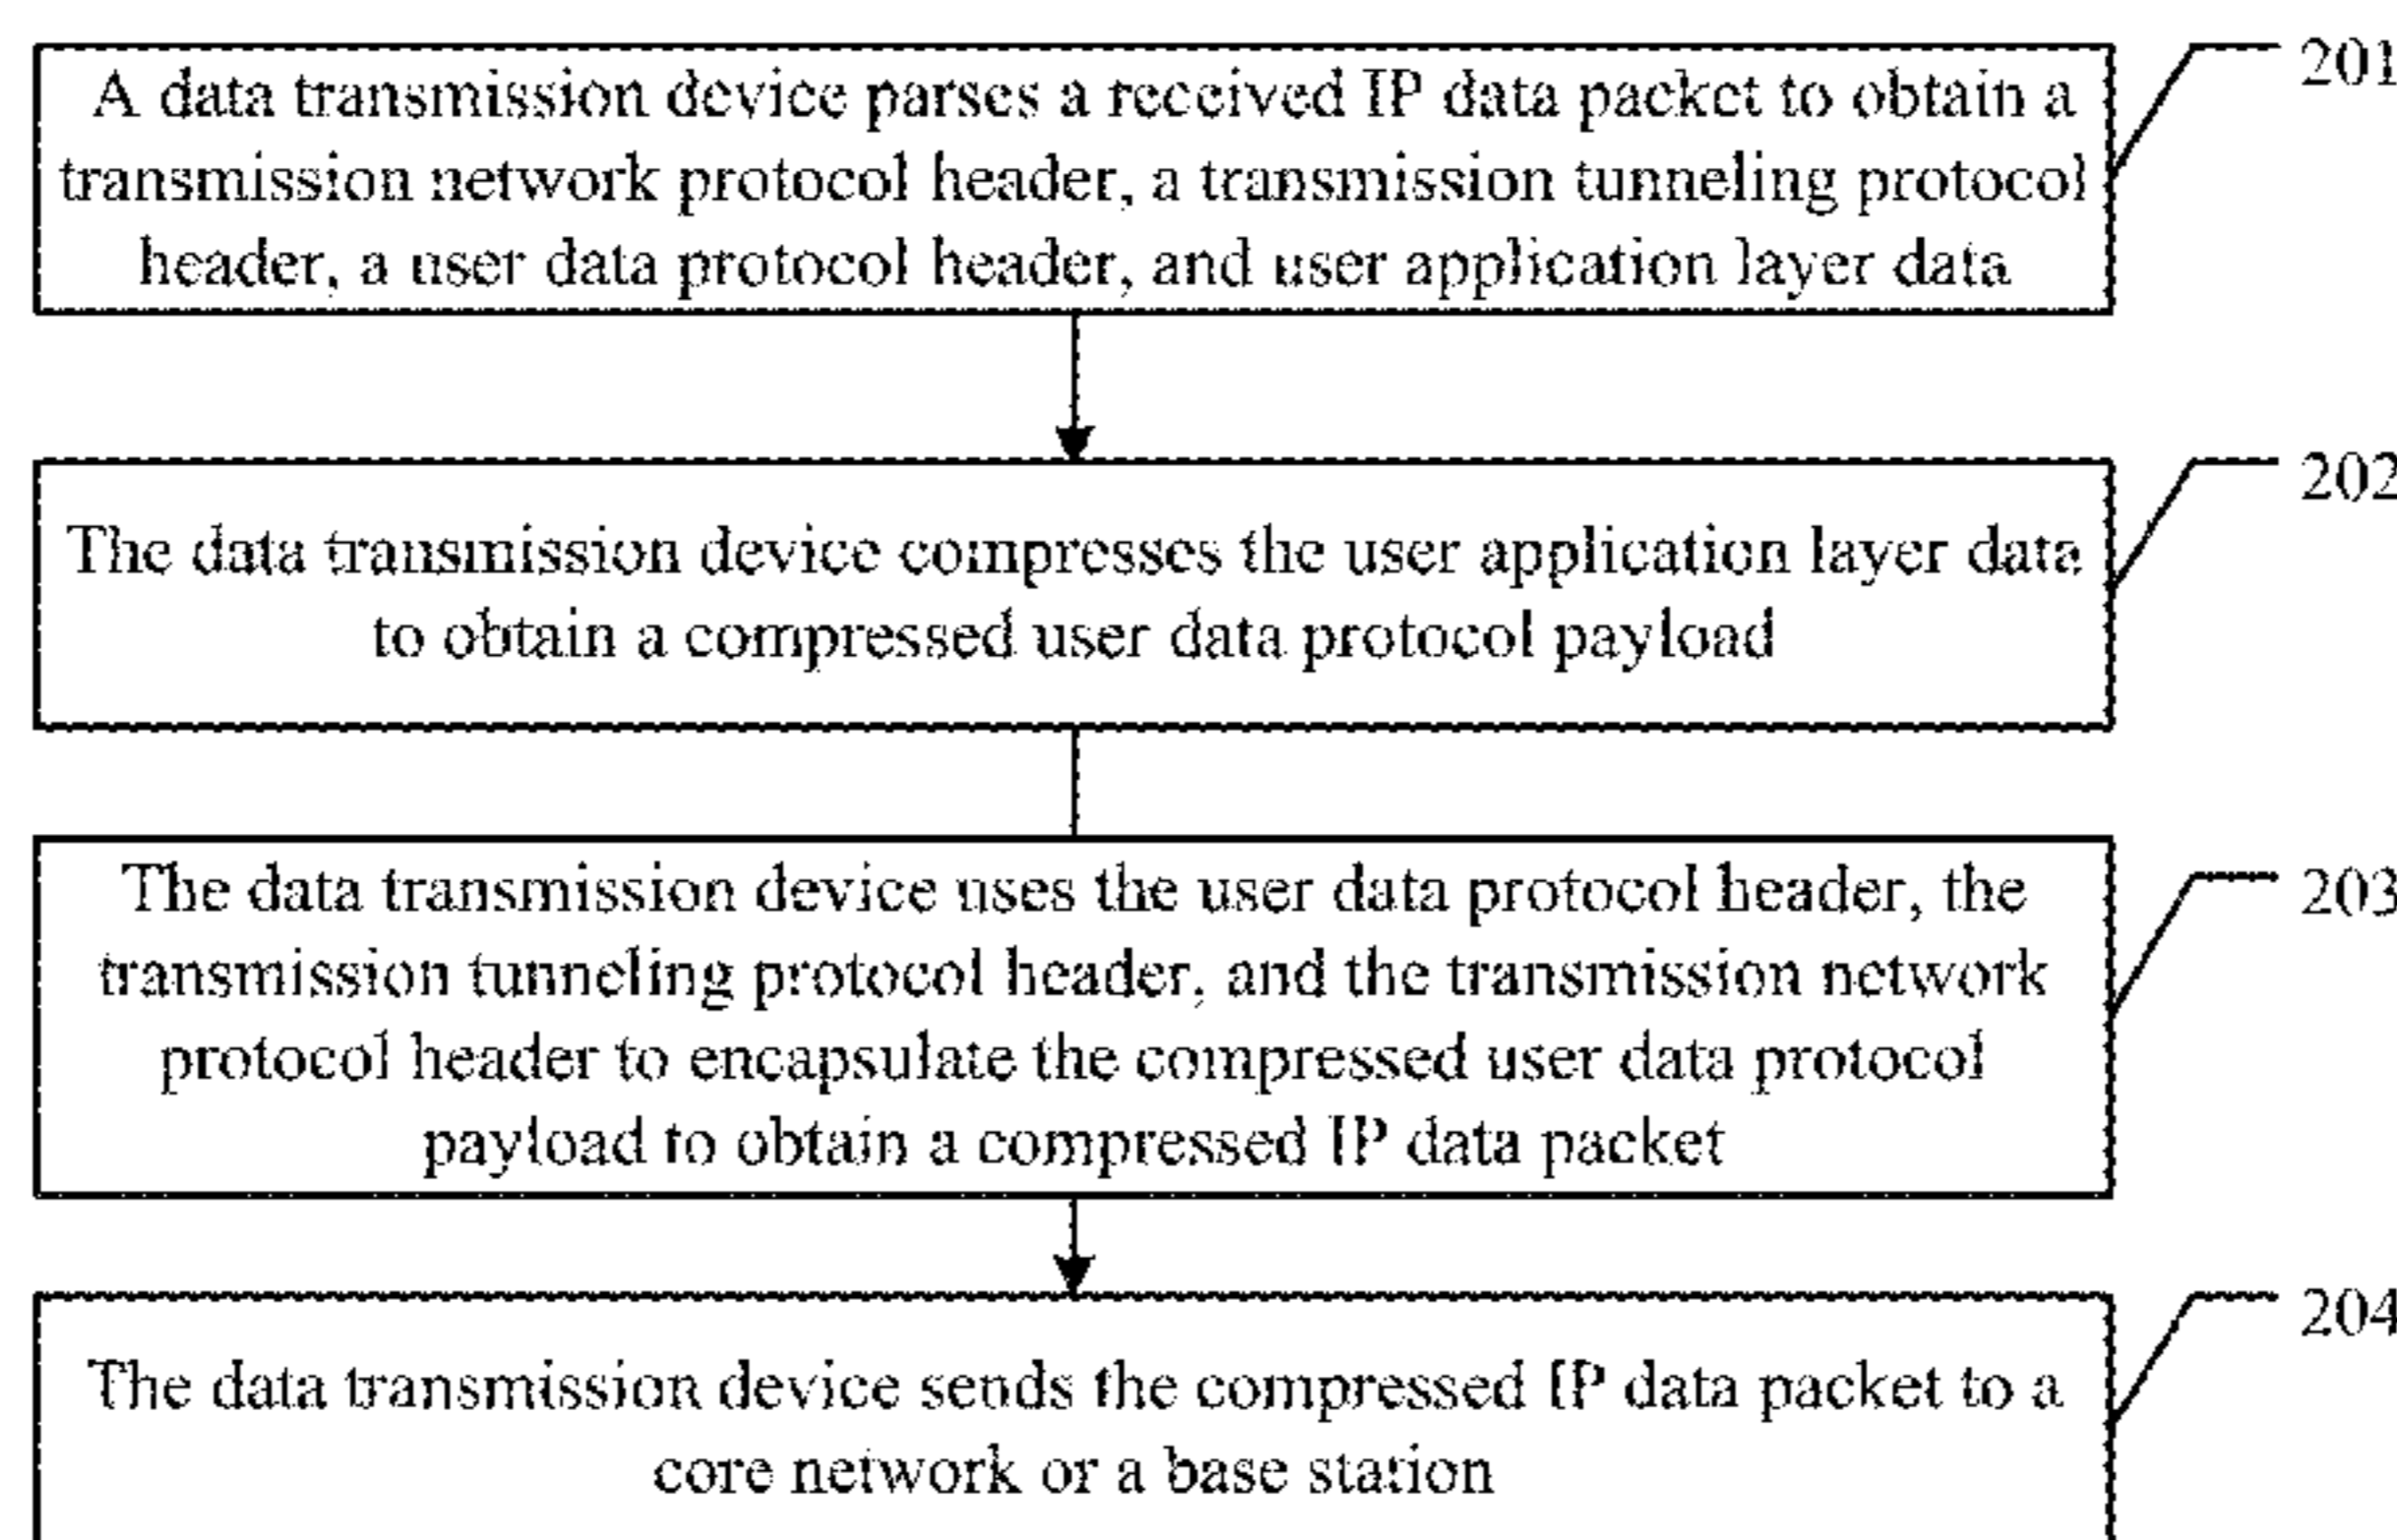 A data transmission device parses a received IP data packet to obtain a
transmission network protocol header, a transmission tunneling protocol
header, a user data protocol header, and user application layer data
201
The data transmission device compresses the user application layer data
to obtain a compressed user data protocol payload
202
The data transmission device uses the user data protocol header, the
transmission tunneling protocol header, and the transmission network
protocol header to encapsulate the compressed user data protocol
payload to obtain a compressed IP data packet
203
The data transmission device sends the compressed IP data packet to a
core network or a base station
204